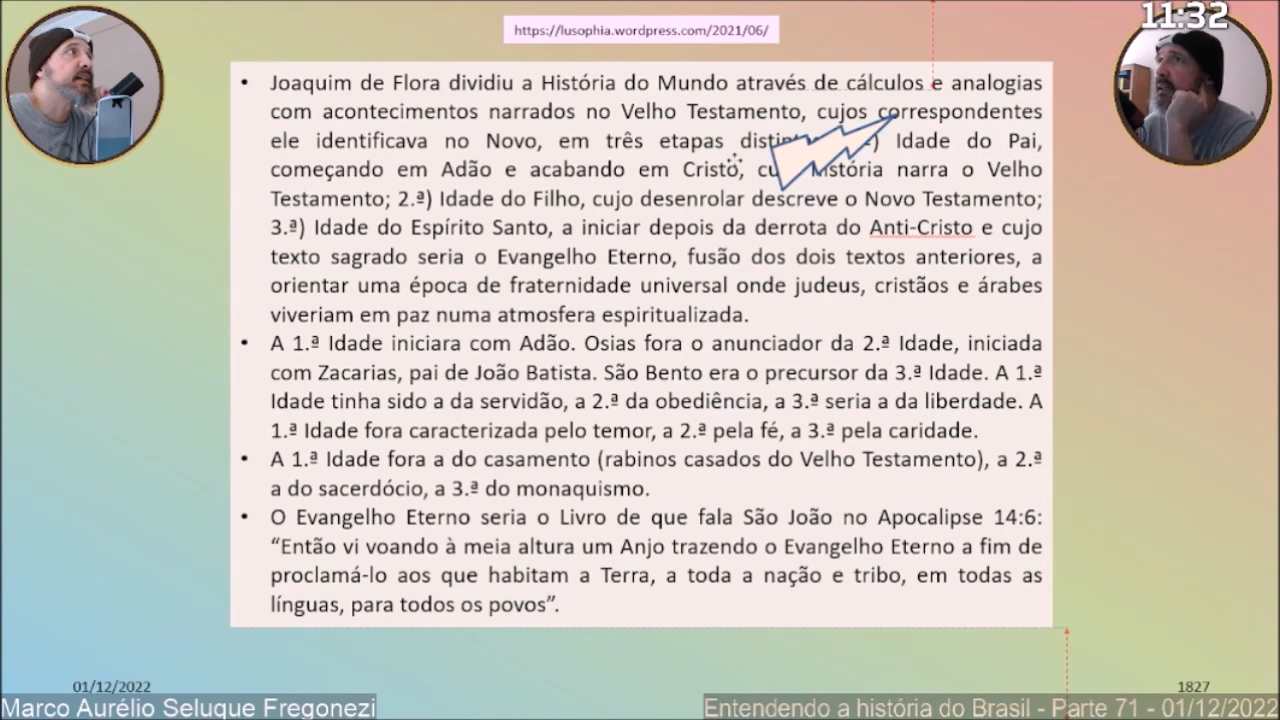 11:32
https://lusophia.wordpress.com/2021/06/
• Joaquim de Flora dividiu a História do Mundo através de cálculos e analogias
com acontecimentos narrados no Velho Testamento, cujos correspondentes
ele identificava no Novo, em três etapas ) Idade do Pai,
começando em Adão e acabando em Cristo, narra o Velho
Testamento; 2.ª) Idade do Filho, cujo desenrolar descreve o Novo Testamento;
3.ª) Idade do Espírito Santo, a iniciar depois da derrota do Anti-Cristo e cujo
texto sagrado seria o Evangelho Eterno, fusão dos dois textos anteriores, a
orientar uma época de fraternidade universal onde judeus, cristãos e árabes
viveriam em paz numa atmosfera espiritualizada.
• A 1.ª Idade iniciara com Adão. Osias fora o anunciador da 2.ª Idade, iniciada
com Zacarias, pai de João Batista. São Bento era o precursor da 3.ª Idade. A 1.ª
Idade tinha sido a da servidão, a 2.ª da obediência, a 3.ª seria a da liberdade. A
1.ª Idade fora caracterizada pelo temor, a 2.ª pela fé, a 3.ª pela caridade.
• A 1.ª Idade fora a do casamento (rabinos casados do Velho Testamento), a 2.ª
a do sacerdócio, a 3.ª do monaquismo.
• O Evangelho Eterno seria o Livro de que fala São João no Apocalipse 14:6:
“Então vi voando à meia altura um Anjo trazendo o Evangelho Eterno a fim de
proclamá-lo aos que habitam a Terra, a toda a nação e tribo, em todas as
línguas, para todos os povos”.
01/12/2022
1827
Marco Aurélio Seluque Fregonezi
Entendendo a história do Brasil - Parte 71 - 01/12/2022